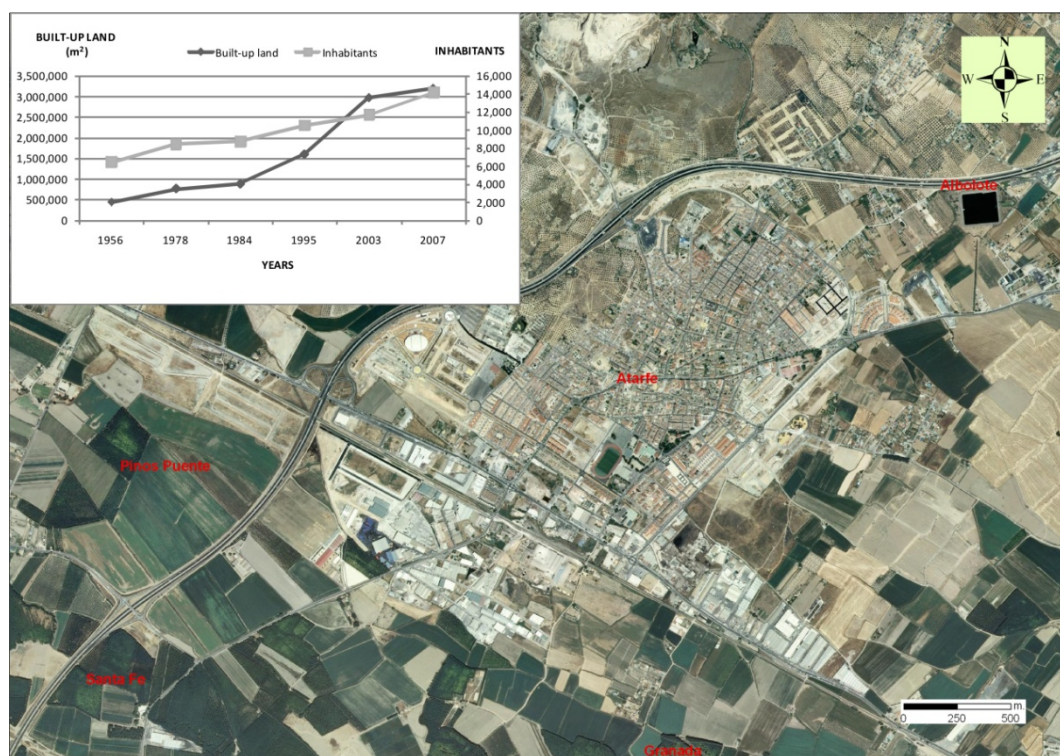 BUILT-UP LAND
(m²)
Built-up land
Inhabitants
INHABITANTS
3,500,000
3,000,000
2,500,000
2,000,000
1,500,000
1,000,000
500,000
0
16,000
14,000
12,000
10,000
8,000
6,000
4,000
2,000
0
1956 1978 1984 1995 2003 2007
YEARS
N
W E
S
Albolote
Atarfe
Pinos Puente
Santa Fe
Granada
m.
0 250 500